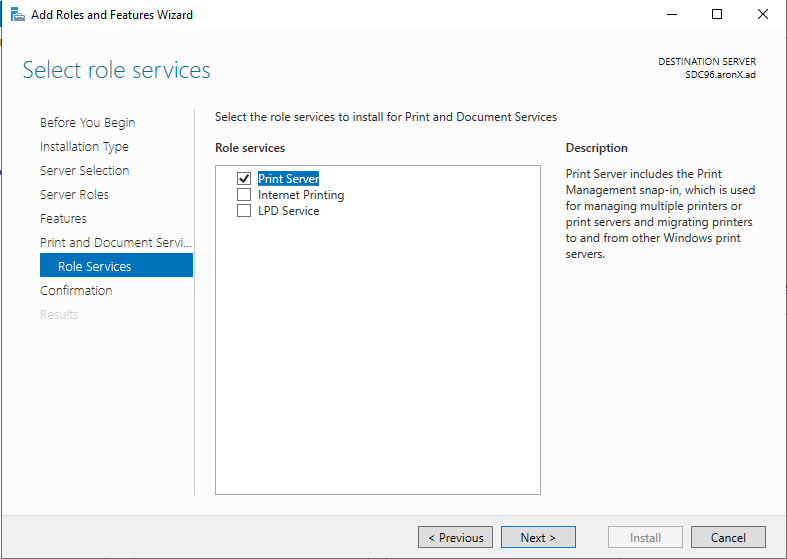 Add Roles and Features Wizard
Select role services
DESTINATION SERVER
SDC96.aronX.ad
Before You Begin
Installation Type
Server Selection
Server Roles
Features
Print and Document Servi...
Role Services
Confirmation
Results
Select the role services to install for Print and Document Services
Role services
Print Server
Internet Printing
LPD Service
Description
Print Server includes the Print
Management snap-in, which is used
for managing multiple printers or
print servers and migrating printers
to and from other Windows print
servers.
< Previous
Next >
Install
Cancel